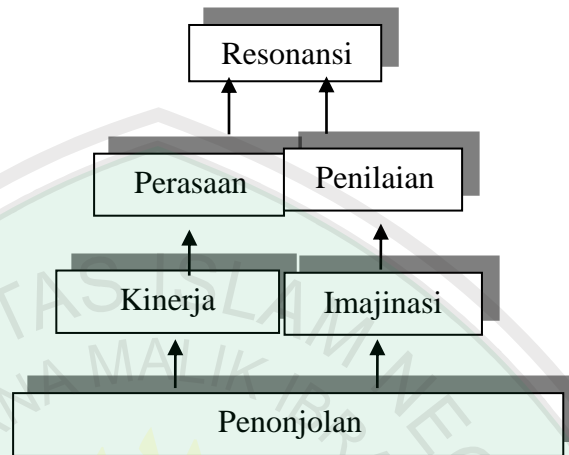 Resonansi
Perasaan
Penilaian
Kinerja
Imajinasi
Penonjolan